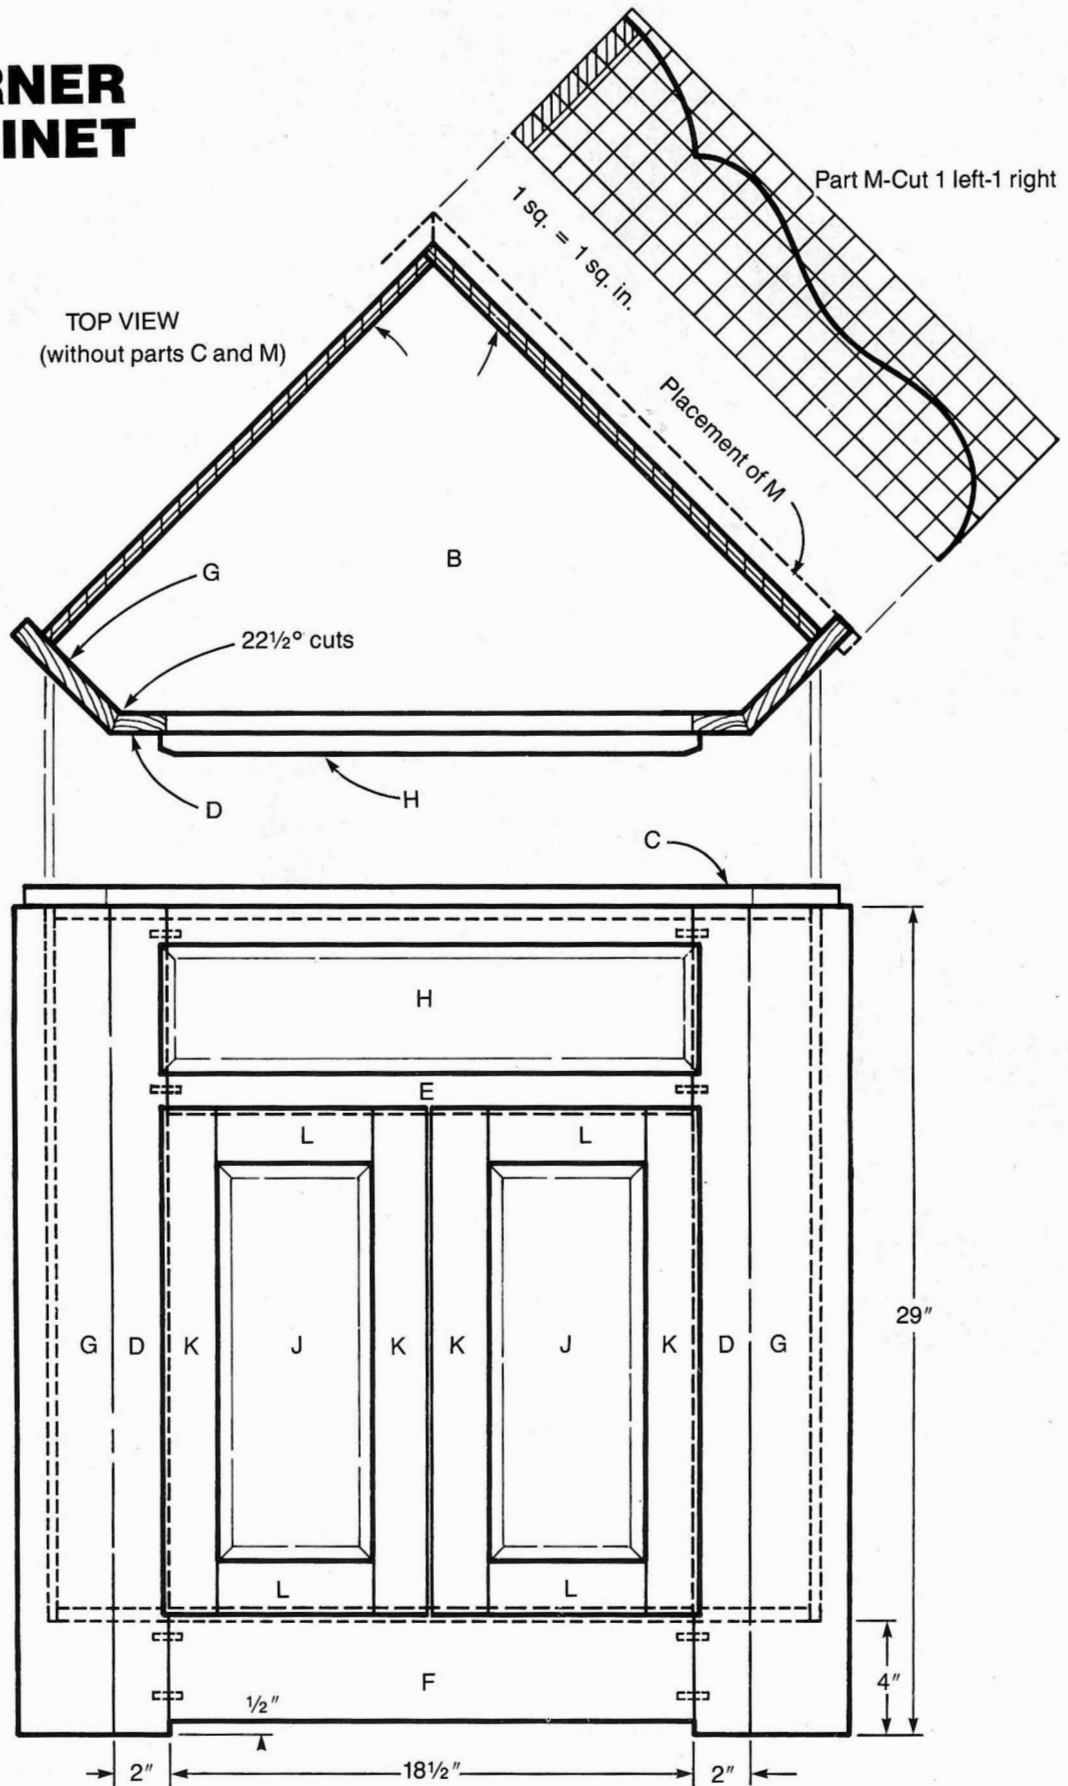 RNER
INET
Part M-Cut 1 left-1 right
1 sq. = 1 sq. in.
TOP VIEW
(without parts C and M)
Placement of M
B
G
22½° cuts
D
H
C
H
E
L
L
G
D
K
J
K
K
J
K
D
G
29″
L
L
F
4″
½″
2″
18½″
2″